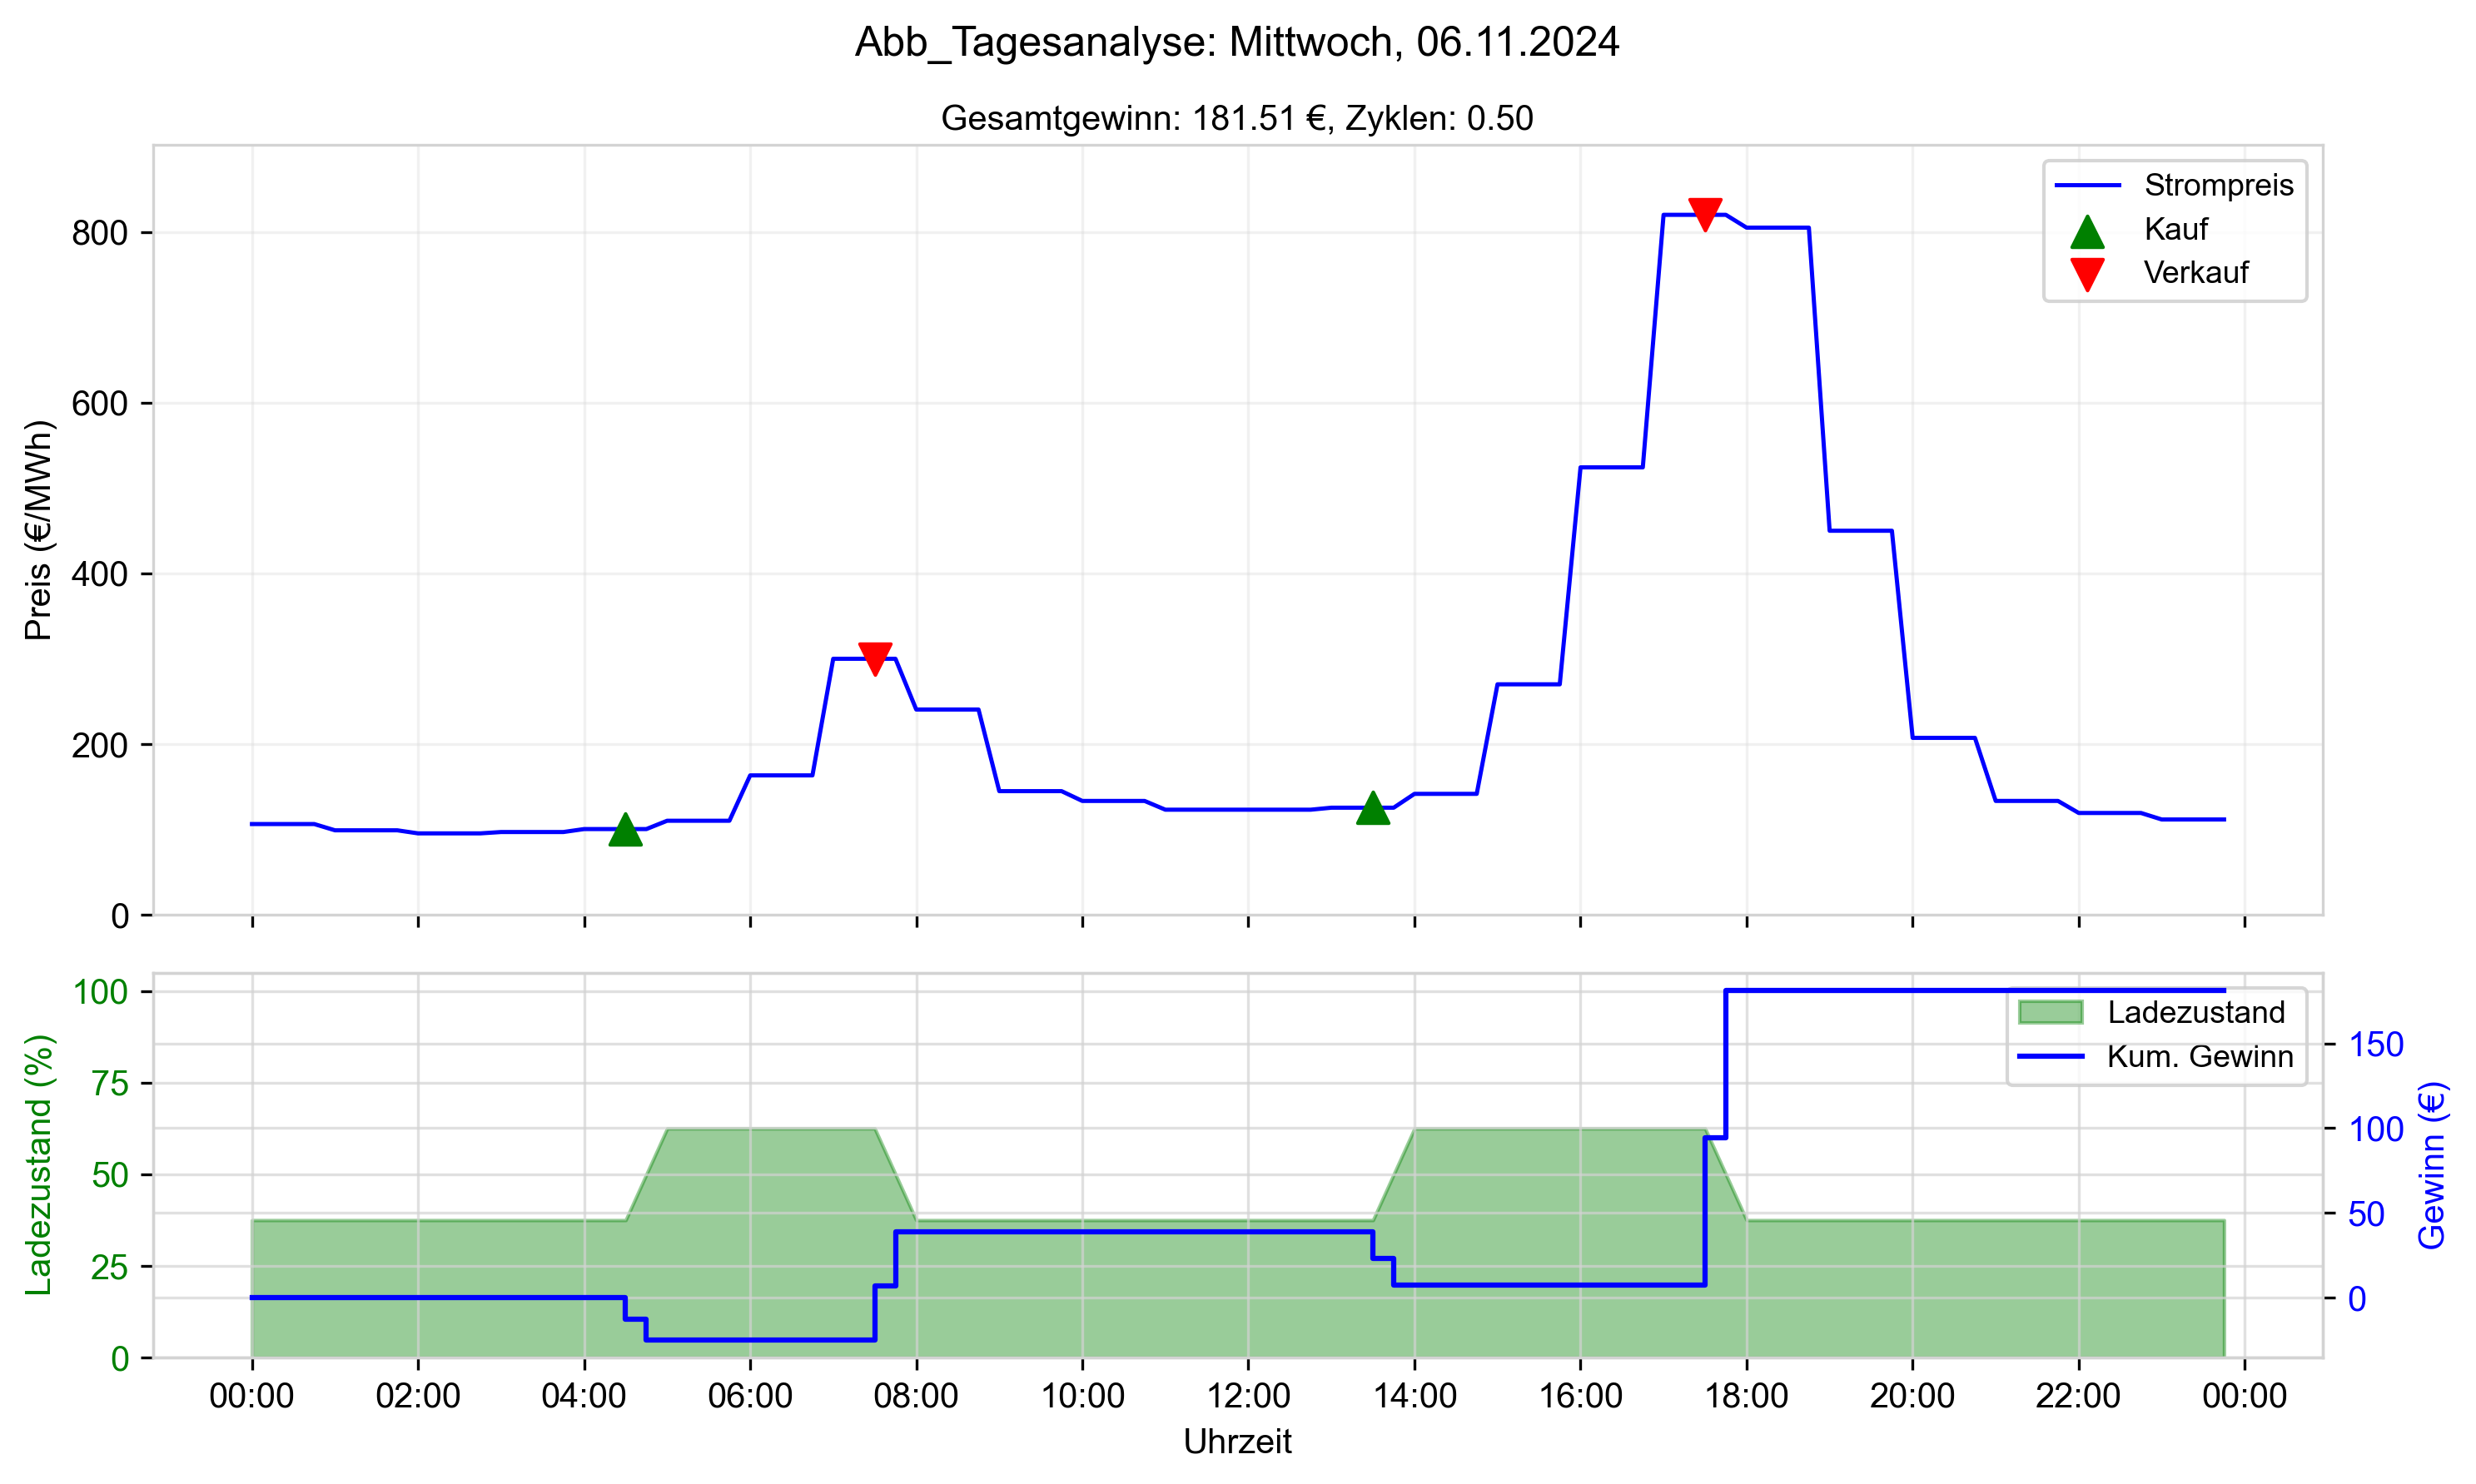 Abb_Tagesanalyse: Mittwoch, 06.11.2024
Gesamtgewinn: 181.51 €, Zyklen: 0.50
Preis (€/MWh)
800
600
400
200
0
Strompreis
Kauf
Verkauf
Ladezustand (%)
100
75
50
25
0
Ladezustand
Kum. Gewinn
150
100
50
0
Gewinn (€)
00:00 02:00 04:00 06:00 08:00 10:00 12:00 14:00 16:00 18:00 20:00 22:00 00:00
Uhrzeit